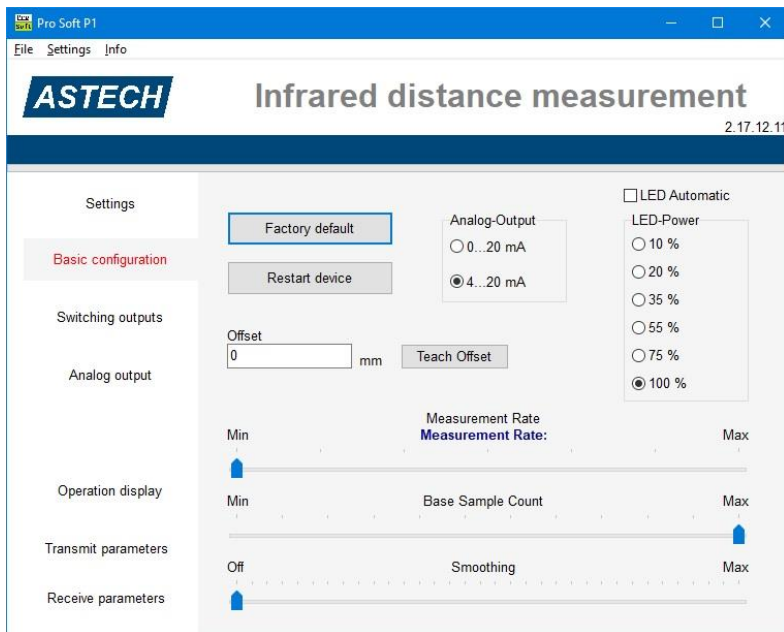 Pro Soft P1
File Settings Info
ASTECH
Infrared distance measurement
2.17.12.11
Settings
Basic configuration
Switching outputs
Analog output
Operation display
Transmit parameters
Receive parameters
Factory default
Restart device
Analog-Output
0...20 mA
4...20 mA
LED Automatic
LED-Power
10 %
20 %
35 %
55 %
75 %
100 %
Offset
0 mm Teach Offset
Measurement Rate
Min Measurement Rate: Max
Min Base Sample Count Max
Off Smoothing Max